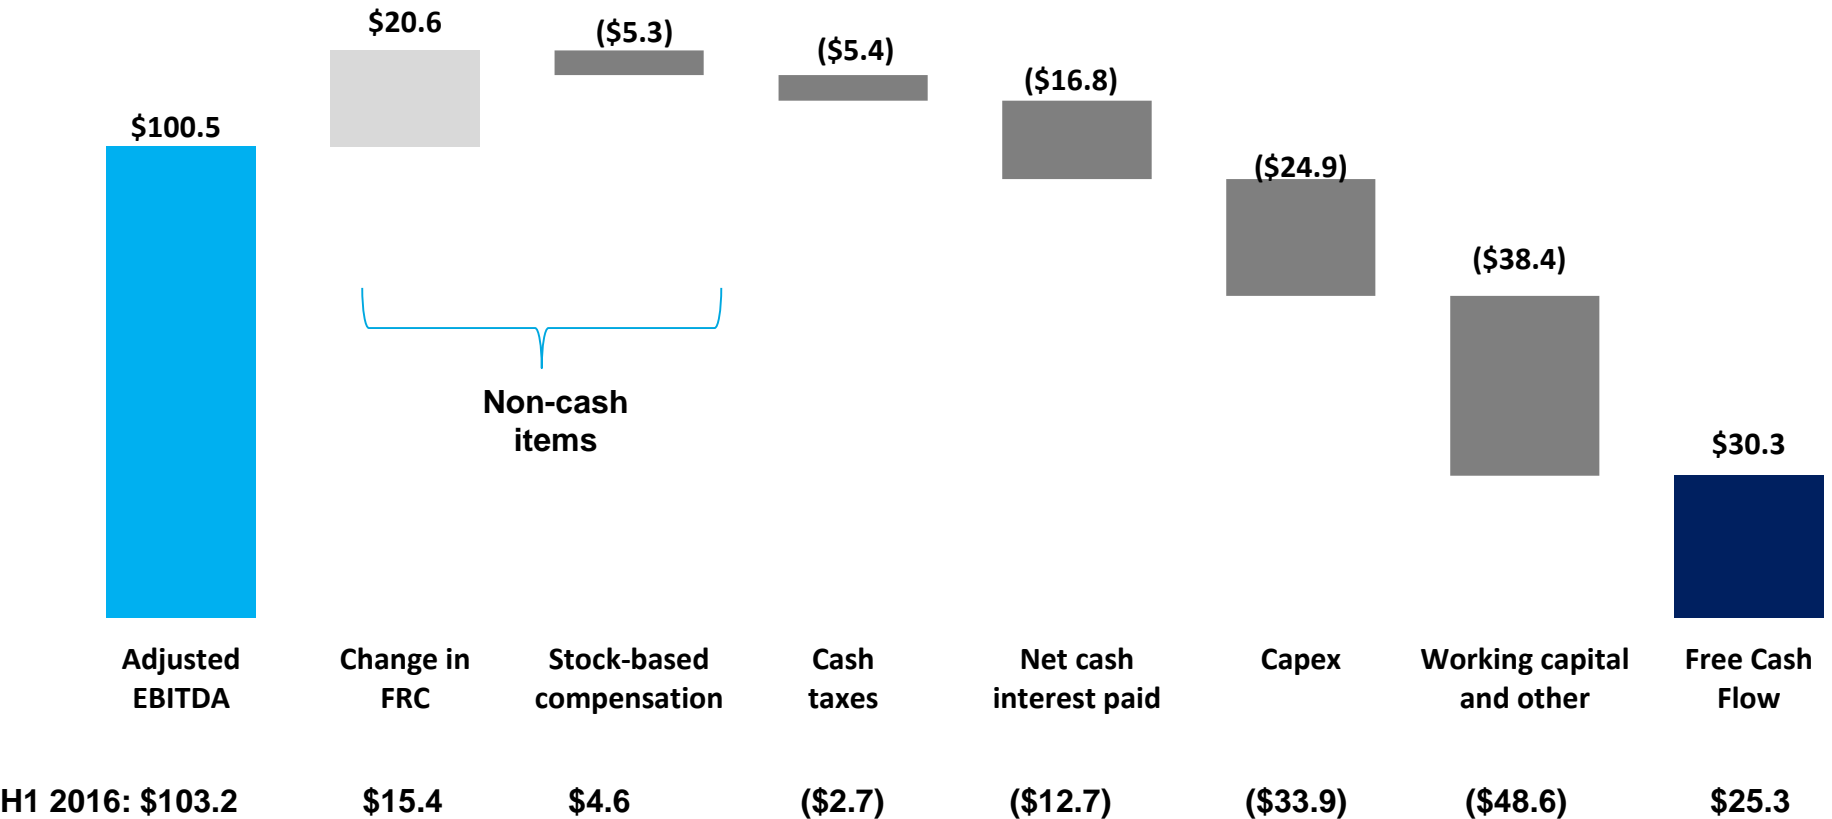 $20.6
($5.3)
($5.4)
($16.8)
$100.5
($24.9)
($38.4)
Non-cash
items
$30.3
Adjusted
EBITDA
Change in
FRC
Stock-based
compensation
Cash
taxes
Net cash
interest paid
Capex
Working capital
and other
Free Cash
Flow
H1 2016: $103.2 $15.4 $4.6 ($2.7) ($12.7) ($33.9) ($48.6) $25.3